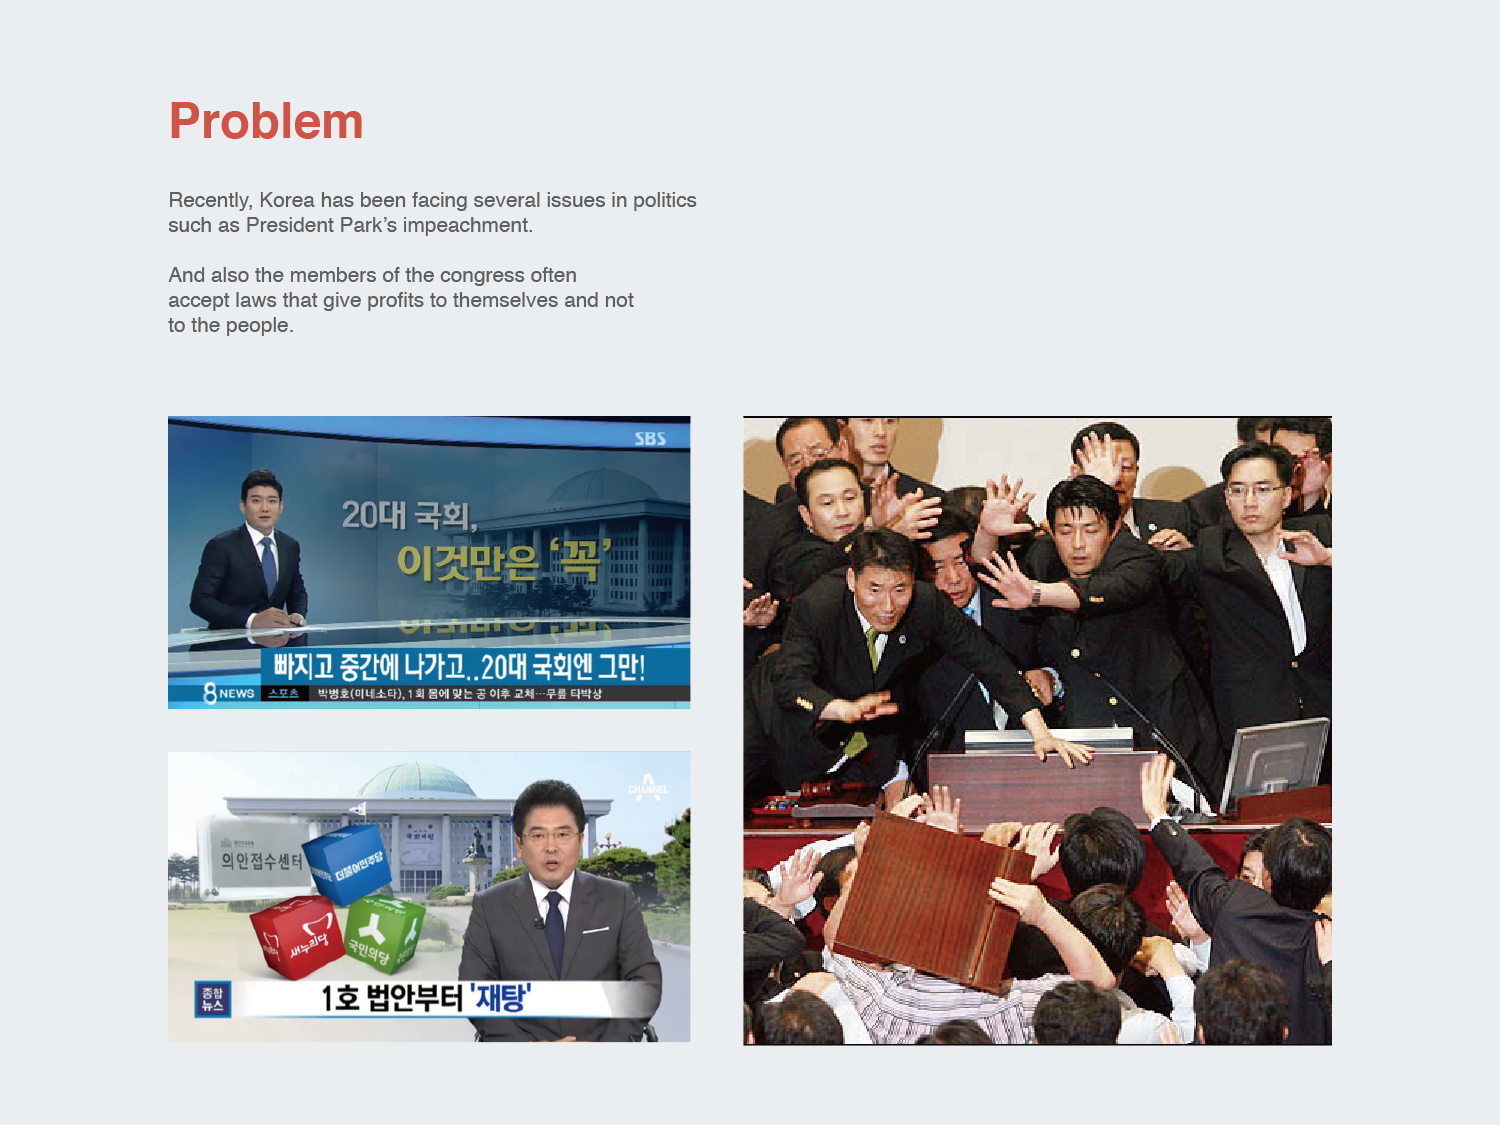 Problem
Recently, Korea has been facing several issues in politics
such as President Park’s impeachment.
And also the members of the congress often
accept laws that give profits to themselves and not
to the people.
SBS
20대 국회,
이것만은 ‘꼭’
빠지고 중간에 나가고..20대 국회엔 그만!
8 NEWS 스포츠 박병호(미네소타), 1회 몸에 맞는 공 이후 교체…무릎 타박상
CHANNEL A
의안접수센터
더불어민주당
새누리당
국민의당
종합
뉴스
1호 법안부터 '재탕'